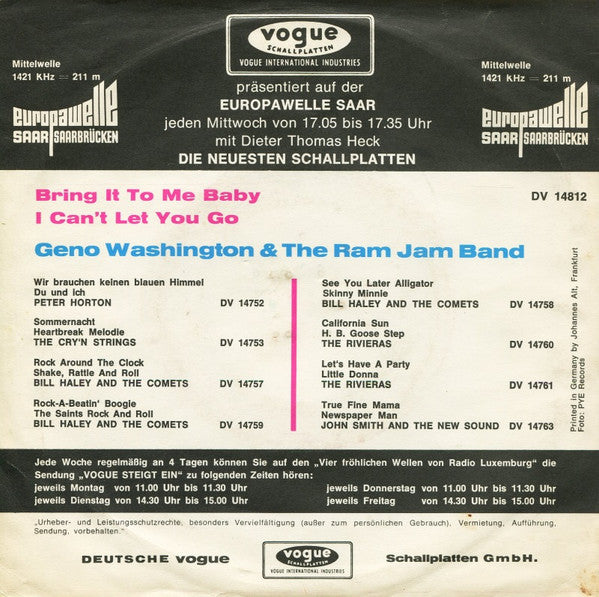 vogue
SCHALLPLATTEN
VOGUE INTERNATIONAL INDUSTRIES
Mittelwelle
1421 KHz = 211 m
europawelle
SAAR SAARBRÜCKEN
Mittelwelle
1421 KHz = 211 m
europawelle
SAAR SAARBRÜCKEN
präsentiert auf der
EUROPAWELLE SAAR
jeden Mittwoch von 17.05 bis 17.35 Uhr
mit Dieter Thomas Heck
DIE NEUESTEN SCHALLPLATTEN
Bring It To Me Baby
I Can't Let You Go
DV 14812
Geno Washington & The Ram Jam Band
Wir brauchen keinen blauen Himmel
Du und ich
PETER HORTON DV 14752
Sommernacht
Heartbreak Melodie
THE CRY'N STRINGS DV 14753
Rock Around The Clock
Shake, Rattle And Roll
BILL HALEY AND THE COMETS DV 14757
Rock-A-Beatin' Boogie
The Saints Rock And Roll
BILL HALEY AND THE COMETS DV 14759
See You Later Alligator
Skinny Minnie
BILL HALEY AND THE COMETS DV 14758
California Sun
H. B. Goose Step
THE RIVIERAS DV 14760
Let's Have A Party
Little Donna
THE RIVIERAS DV 14761
True Fine Mama
Newspaper Man
JOHN SMITH AND THE NEW SOUND DV 14763
Printed in Germany by Johannes Alt, Frankfurt
Foto: PYE Records
Jede Woche regelmäßig an 4 Tagen können Sie auf den „Vier fröhlichen Wellen von Radio Luxemburg" die
Sendung „VOGUE STEIGT EIN" zu folgenden Zeiten hören:
jeweils Montag von 11.00 Uhr bis 11.30 Uhr
jeweils Dienstag von 14.30 Uhr bis 15.00 Uhr
jeweils Donnerstag von 11.00 Uhr bis 11.30 Uhr
jeweils Freitag von 14.30 Uhr bis 15.00 Uhr
„Urheber- und Leistungsschutzrechte, besonders Vervielfältigung (außer zum persönlichen Gebrauch), Vermietung, Aufführung,
Sendung, vorbehalten."
DEUTSCHE vogue
vogue
SCHALLPLATTEN
VOGUE INTERNATIONAL INDUSTRIES
Schallplatten GmbH.